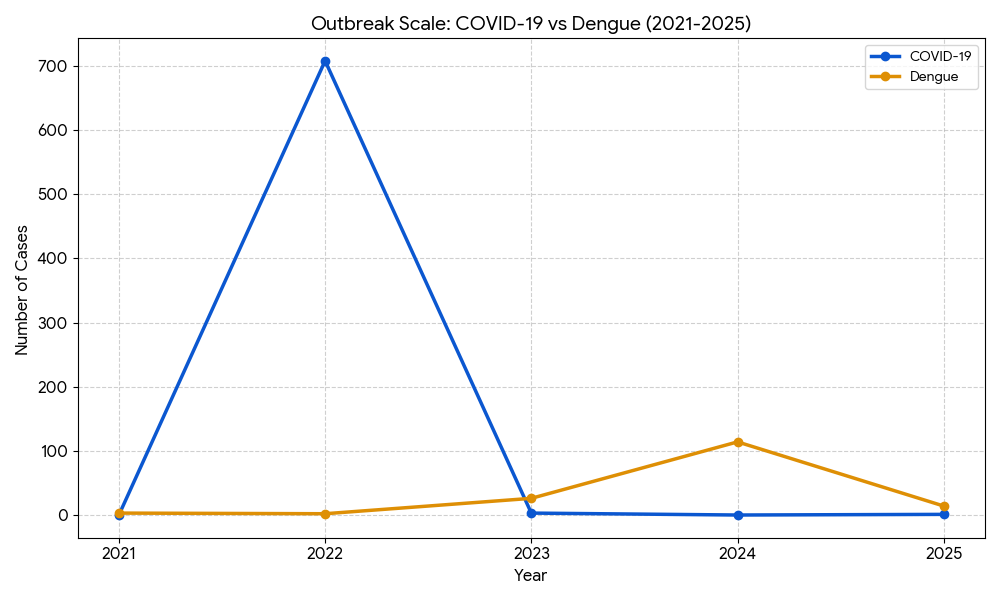 Outbreak Scale: COVID-19 vs Dengue (2021-2025)
COVID-19
Dengue
Number of Cases
700
600
500
400
300
200
100
0
2021 2022 2023 2024 2025
Year